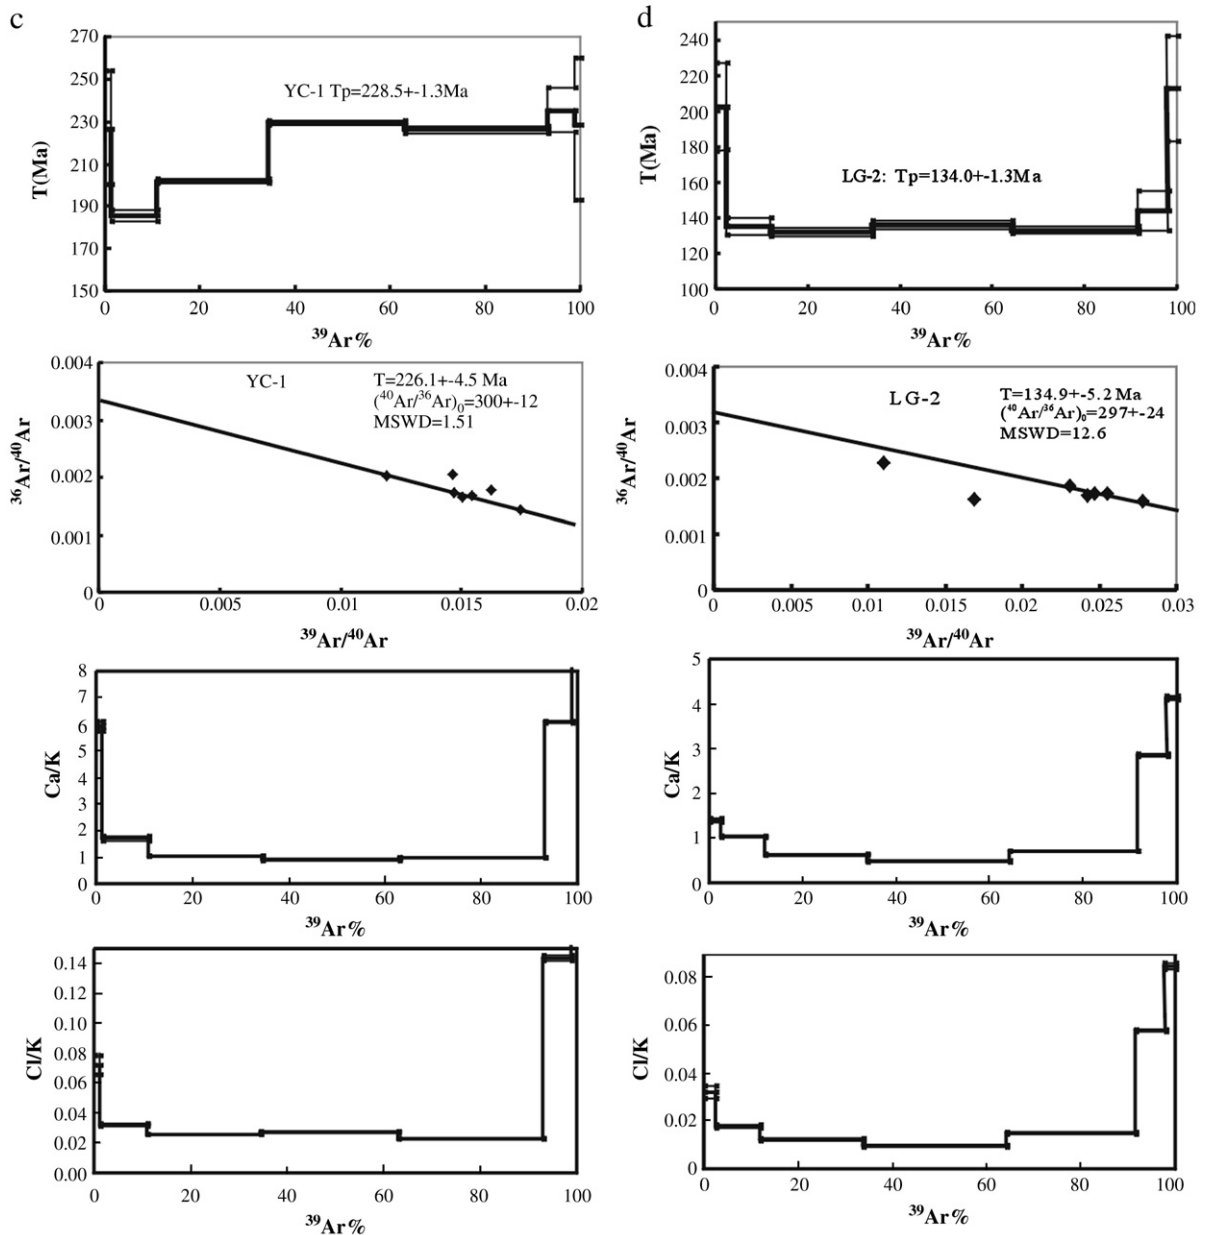 c
270
250
230
210
190
170
150
T(Ma)
YC-1 Tp=228.5+-1.3Ma
0 20 40 60 80 100
³⁹Ar%
d
240
220
200
180
160
140
120
100
T(Ma)
LG-2: Tp=134.0+-1.3Ma
0 20 40 60 80 100
³⁹Ar%
0.004
0.003
0.002
0.001
0
³⁶Ar/⁴⁰Ar
YC-1
T=226.1+-4.5 Ma
(⁴⁰Ar/³⁶Ar)₀=300+-12
MSWD=1.51
0 0.005 0.01 0.015 0.02
³⁹Ar/⁴⁰Ar
0.004
0.003
0.002
0.001
0
³⁶Ar/⁴⁰Ar
LG-2
T=134.9+-5.2 Ma
(⁴⁰Ar/³⁶Ar)₀=297+-24
MSWD=12.6
0 0.005 0.01 0.015 0.02 0.025 0.03
³⁹Ar/⁴⁰Ar
8
7
6
5
4
3
2
1
0
Ca/K
0 20 40 60 80 100
³⁹Ar%
5
4
3
2
1
0
Ca/K
0 20 40 60 80 100
³⁹Ar%
0.14
0.12
0.10
0.08
0.06
0.04
0.02
0.00
Cl/K
0 20 40 60 80 100
³⁹Ar%
0.08
0.06
0.04
0.02
0
Cl/K
0 20 40 60 80 100
³⁹Ar%